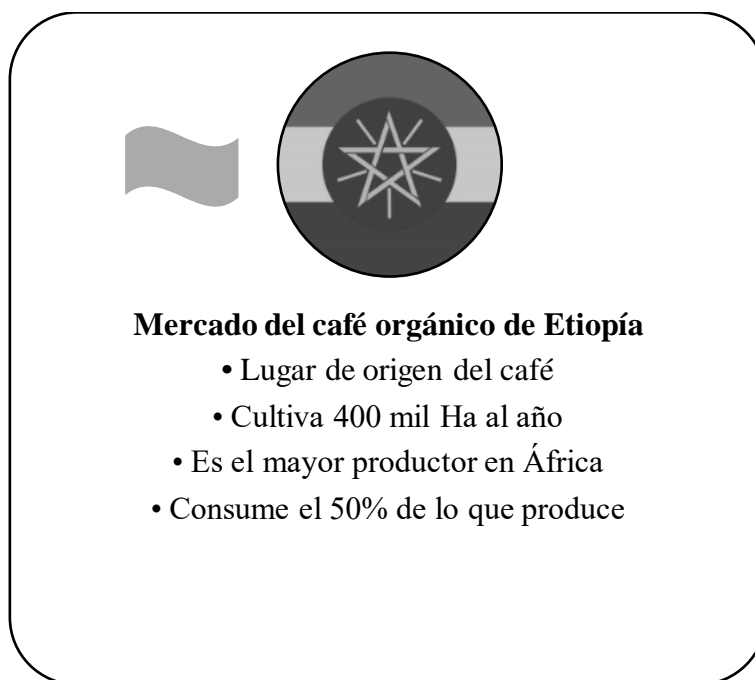 Mercado del café orgánico de Etiopía
• Lugar de origen del café
• Cultiva 400 mil Ha al año
• Es el mayor productor en África
• Consume el 50% de lo que produce